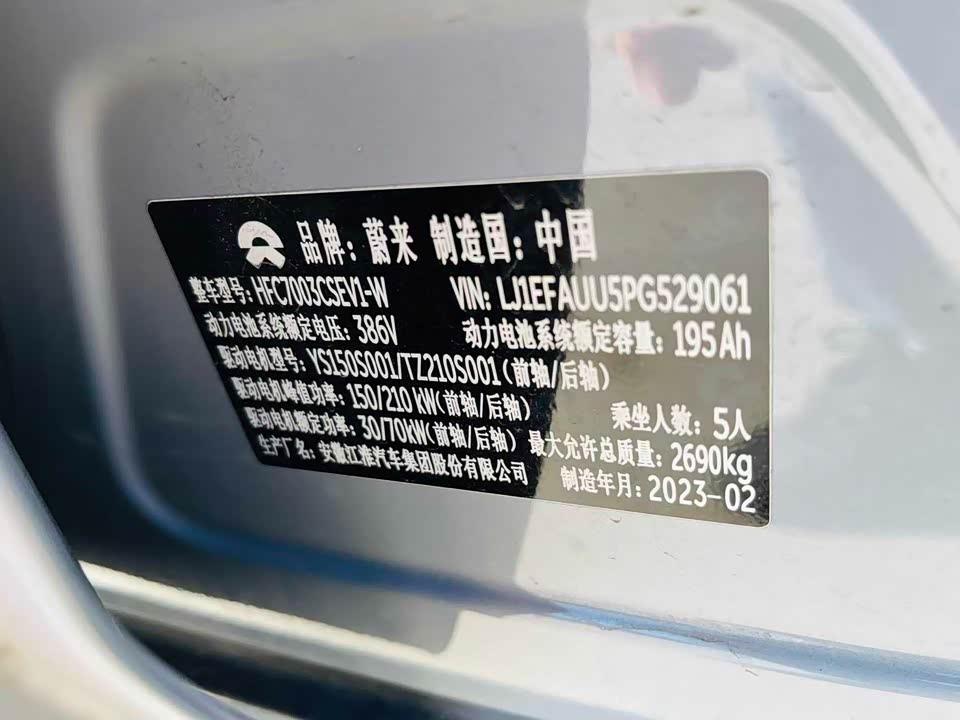 品牌：蔚来 制造国：中国
整车型号：HFC7003CSEV1-W VIN：LJ1EFAUU5PG529061
动力电池系统额定电压：386V 动力电池系统额定容量：195Ah
驱动电机型号：YS150S001/TZ210S001(前轴/后轴)
驱动电机峰值功率：150/210kW(前轴/后轴) 乘坐人数：5人
驱动电机额定功率：30/70kW(前轴/后轴) 最大允许总质量：2690kg
生产厂名：安徽江淮汽车集团股份有限公司 制造年月：2023-02